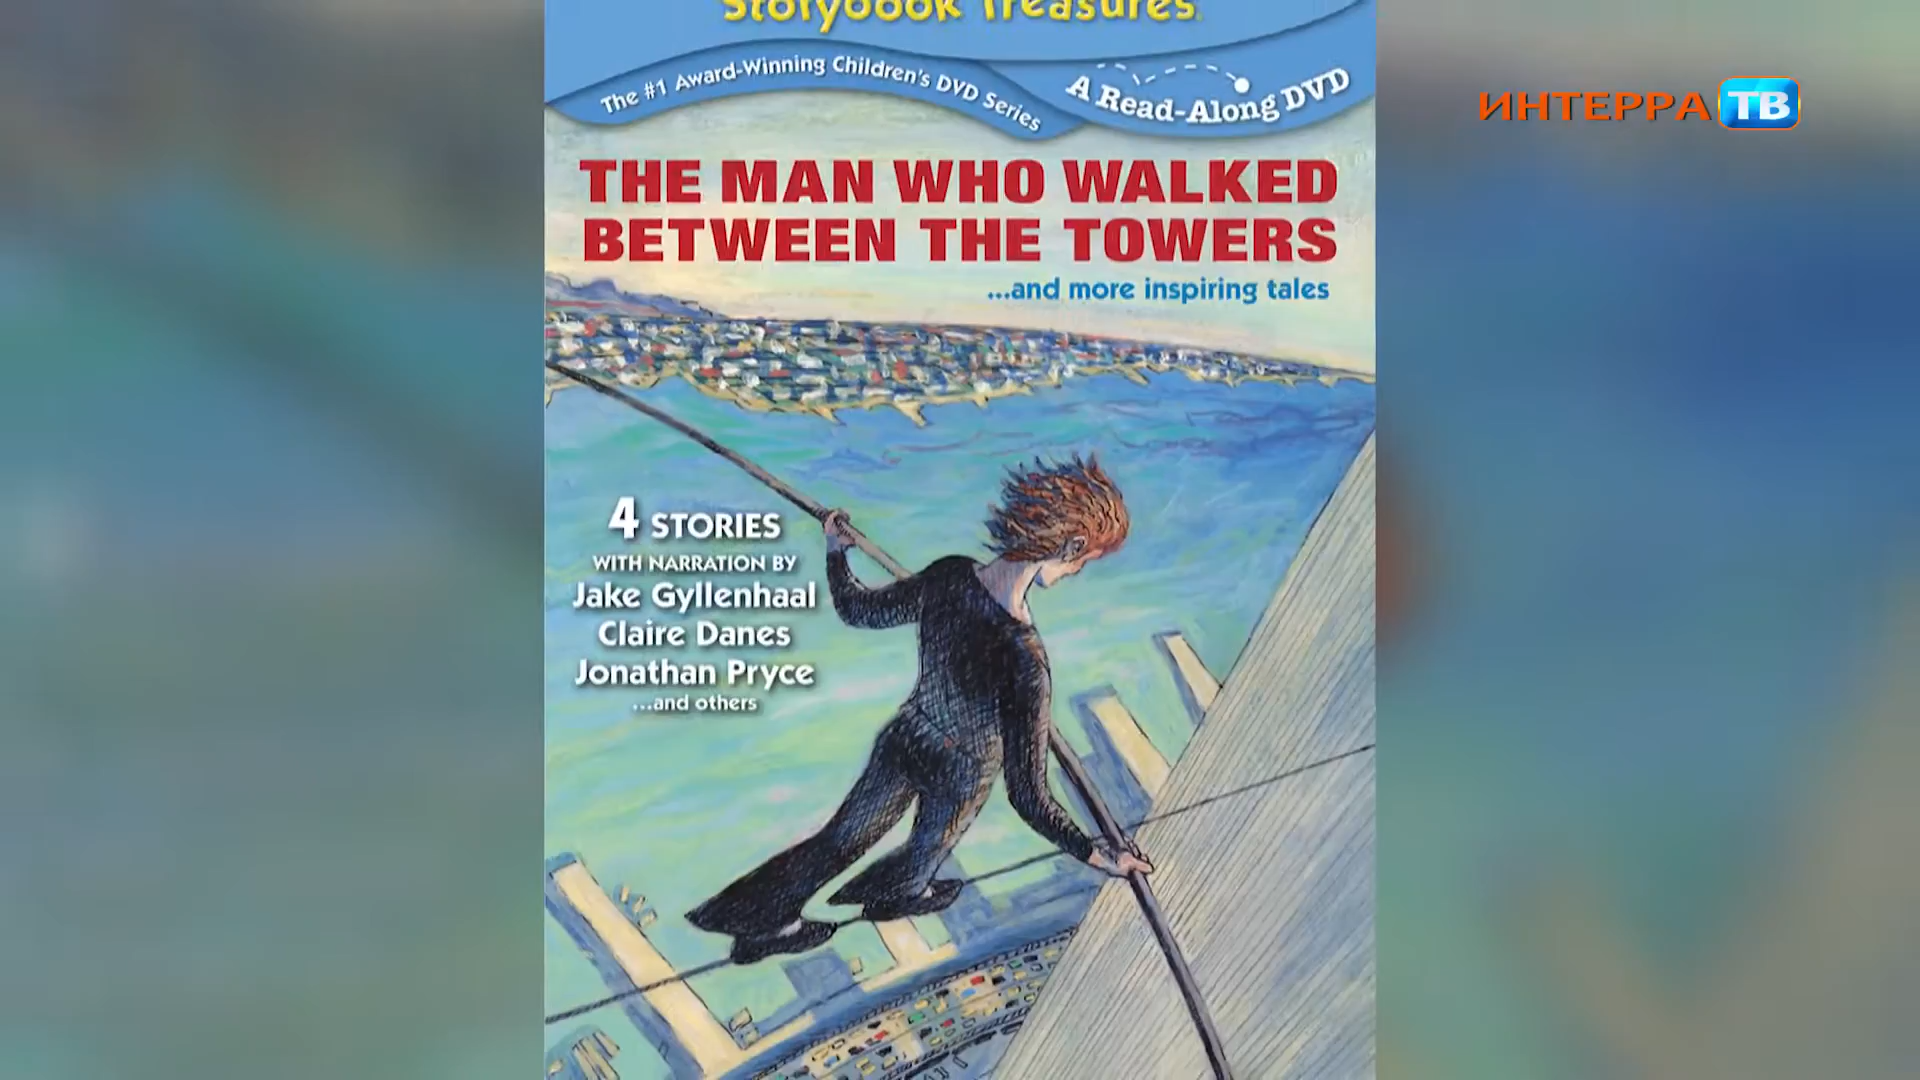 Storybook Treasures
The #1 Award-Winning Children's DVD Series
A Read-Along DVD
ИНТЕРРА ТВ
THE MAN WHO WALKED
BETWEEN THE TOWERS
...and more inspiring tales
4 STORIES
WITH NARRATION BY
Jake Gyllenhaal
Claire Danes
Jonathan Pryce
...and others